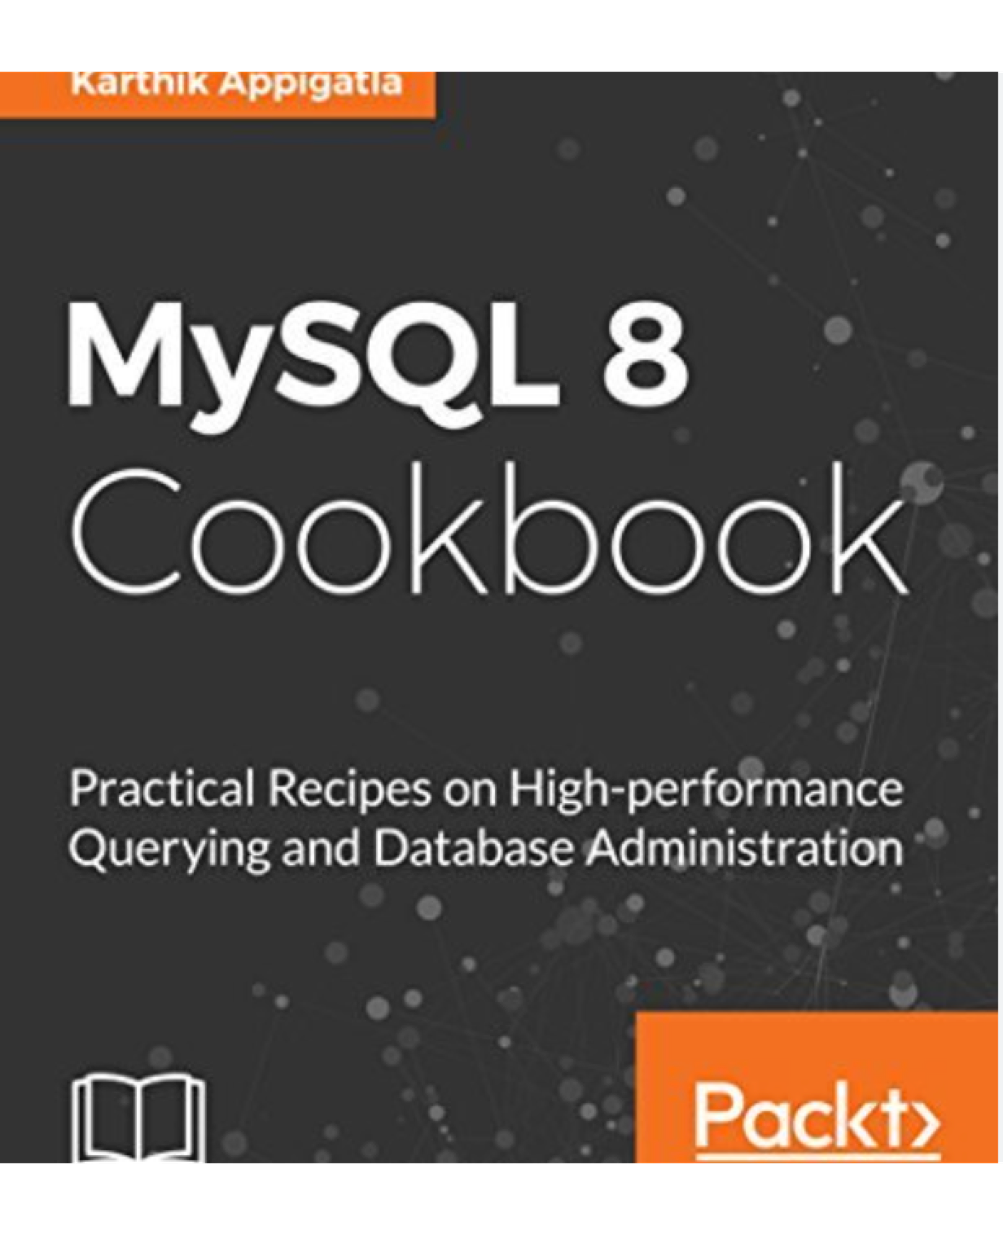 Karthik Appigatla
MySQL 8
Cookbook
Practical Recipes on High-performance
Querying and Database Administration
Packt>